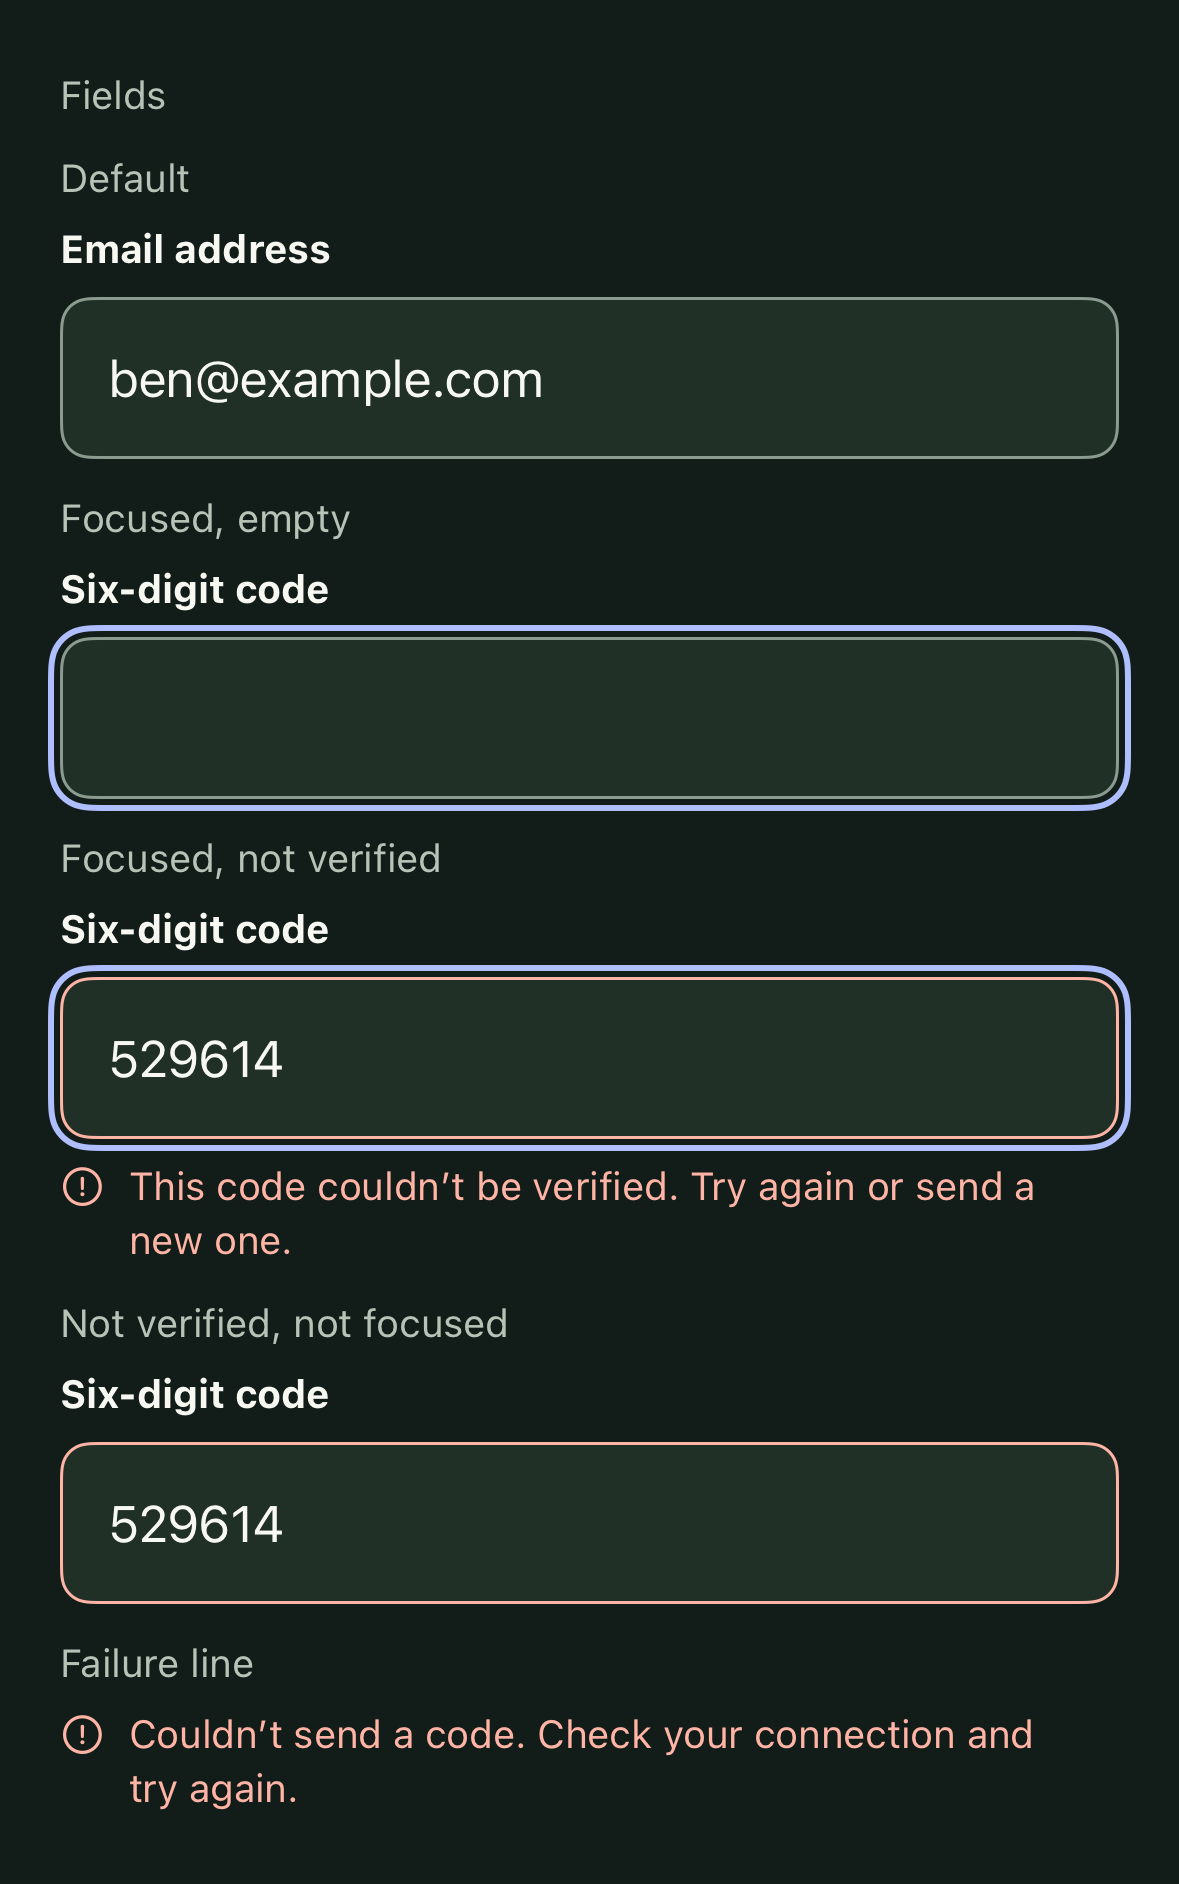 Fields
Default
Email address
ben@example.com
Focused, empty
Six-digit code
Focused, not verified
Six-digit code
529614
This code couldn’t be verified. Try again or send a
new one.
Not verified, not focused
Six-digit code
529614
Failure line
Couldn’t send a code. Check your connection and
try again.